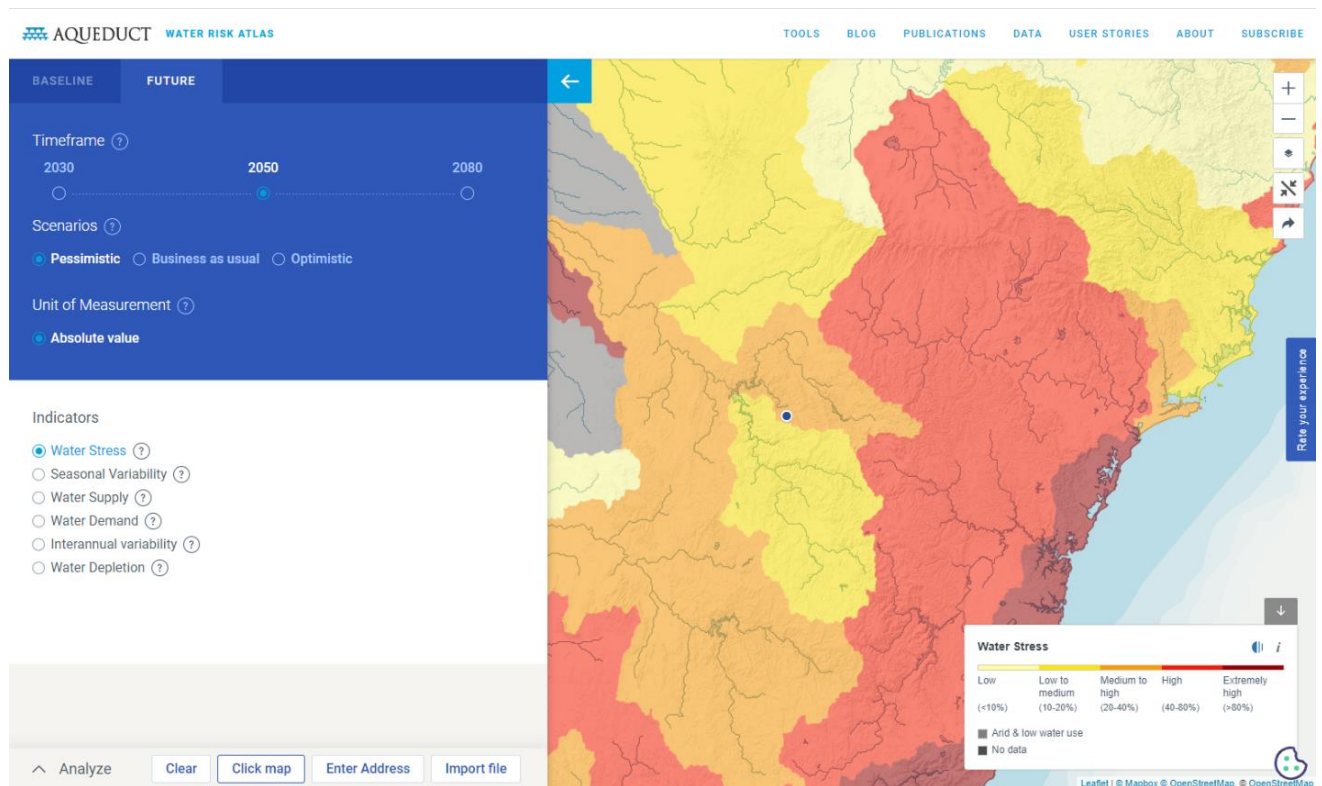 AQUEDUCT WATER RISK ATLAS
TOOLS BLOG PUBLICATIONS DATA USER STORIES ABOUT SUBSCRIBE
BASELINE FUTURE
Timeframe ?
2030 2050 2080
Scenarios ?
Pessimistic Business as usual Optimistic
Unit of Measurement ?
Absolute value
Indicators
Water Stress ?
Seasonal Variability ?
Water Supply ?
Water Demand ?
Interannual variability ?
Water Depletion ?
Analyze Clear Click map Enter Address Import file
Rate your experience
Water Stress i
Low Low to medium Medium to high High Extremely high
(<10%) (10-20%) (20-40%) (40-80%) (>80%)
Arid & low water use
No data
Leaflet | © Mapbox © OpenStreetMap, © OpenStreetMap